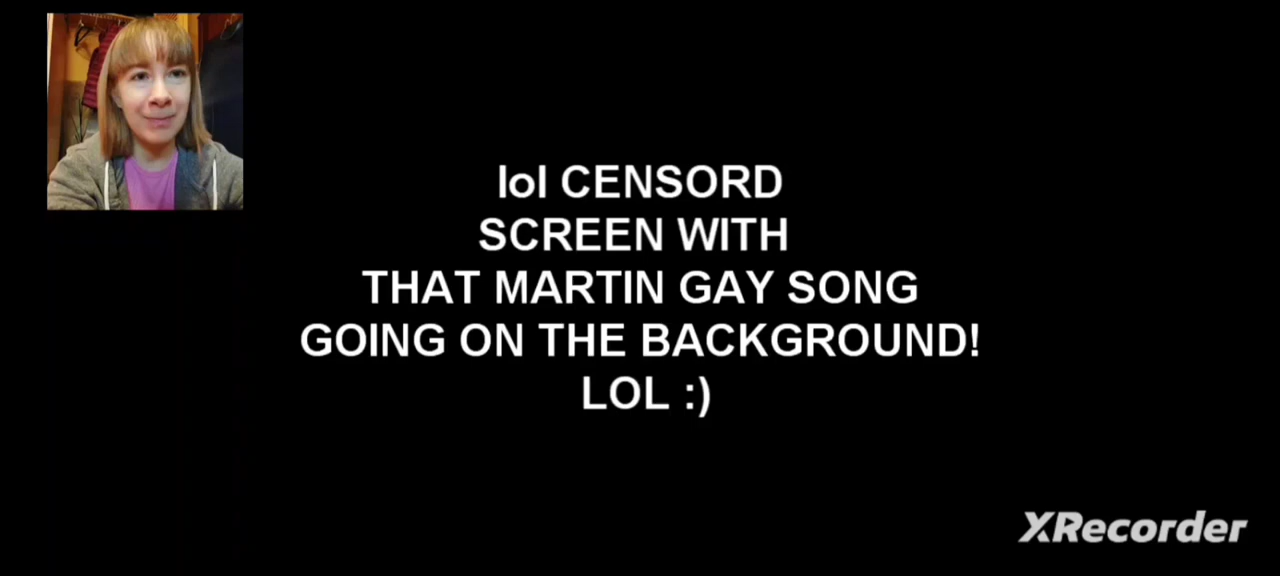 lol CENSORD
SCREEN WITH
THAT MARTIN GAY SONG
GOING ON THE BACKGROUND!
LOL :)
XRecorder